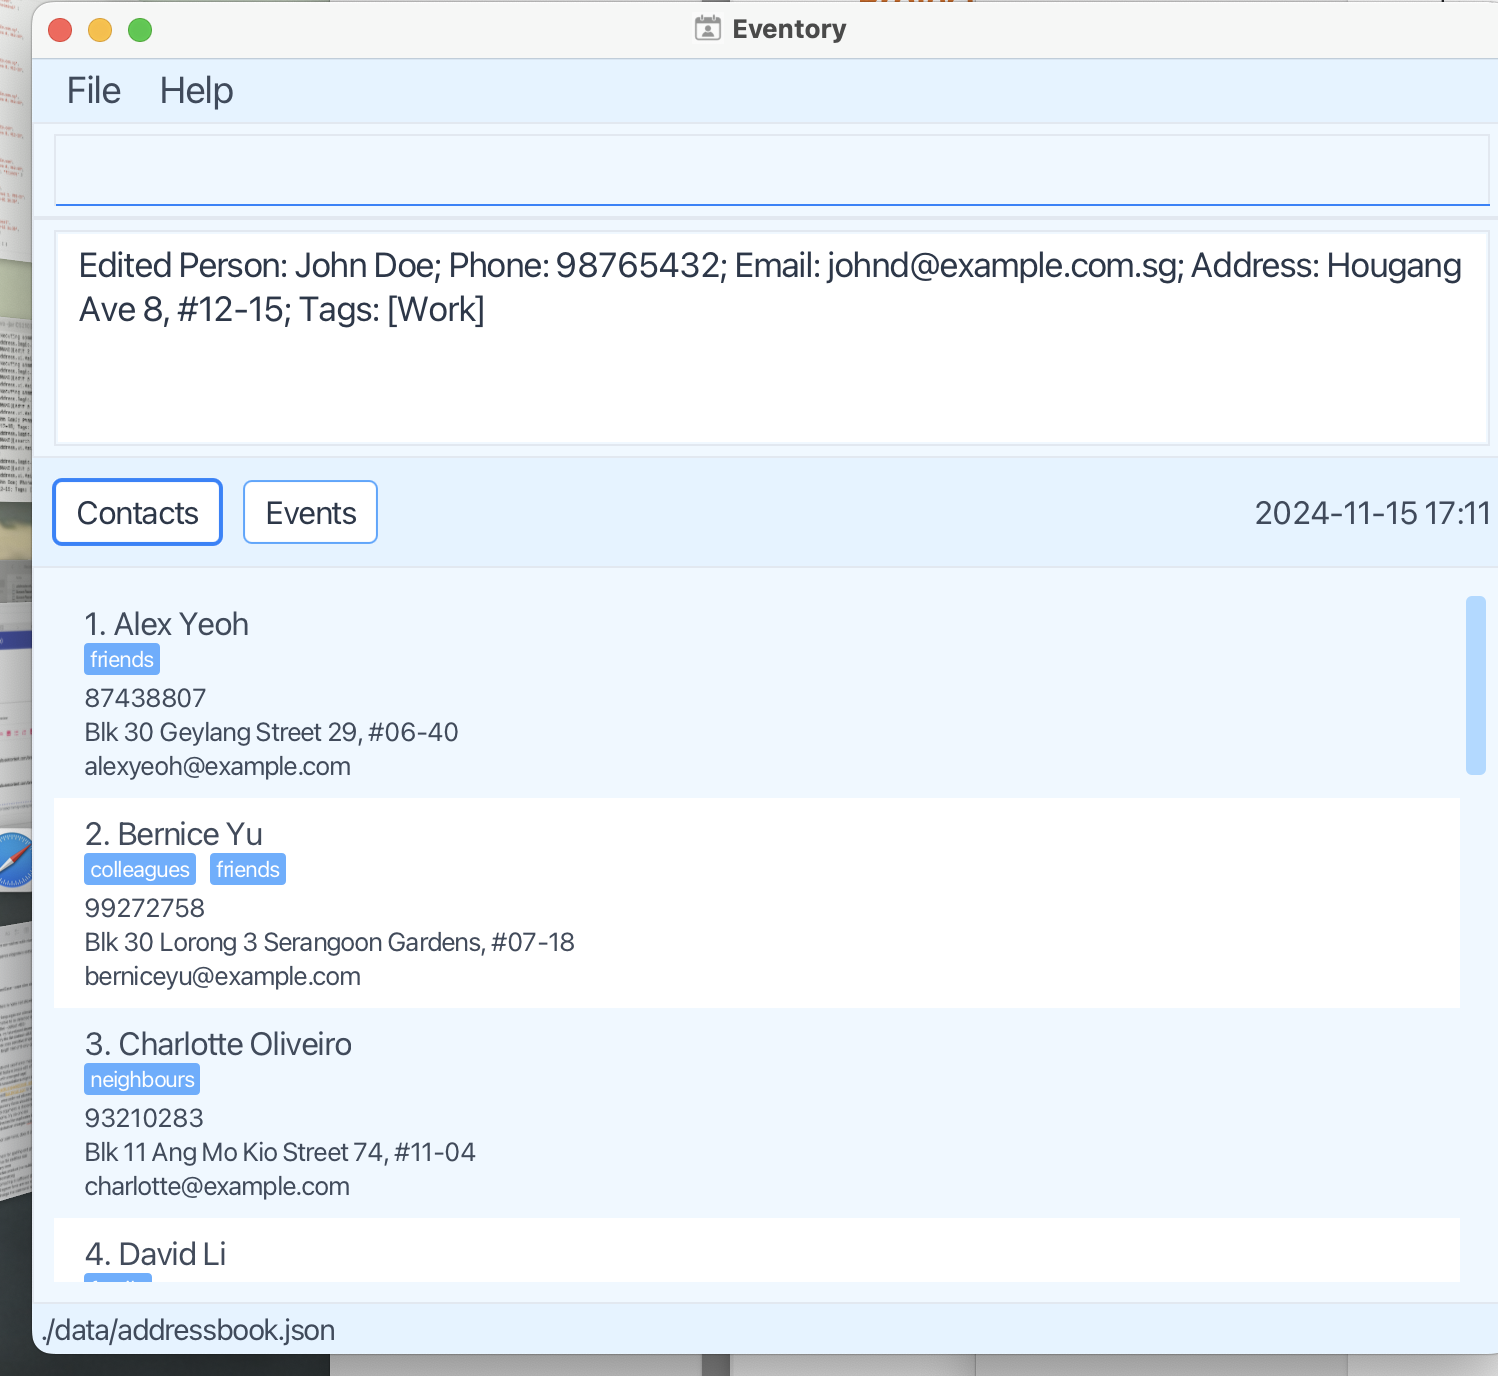 Eventory
File Help
Edited Person: John Doe; Phone: 98765432; Email: johnd@example.com.sg; Address: Hougang
Ave 8, #12-15; Tags: [Work]
Contacts Events 2024-11-15 17:11
1. Alex Yeoh
friends
87438807
Blk 30 Geylang Street 29, #06-40
alexyeoh@example.com
2. Bernice Yu
colleagues friends
99272758
Blk 30 Lorong 3 Serangoon Gardens, #07-18
berniceyu@example.com
3. Charlotte Oliveiro
neighbours
93210283
Blk 11 Ang Mo Kio Street 74, #11-04
charlotte@example.com
4. David Li
./data/addressbook.json